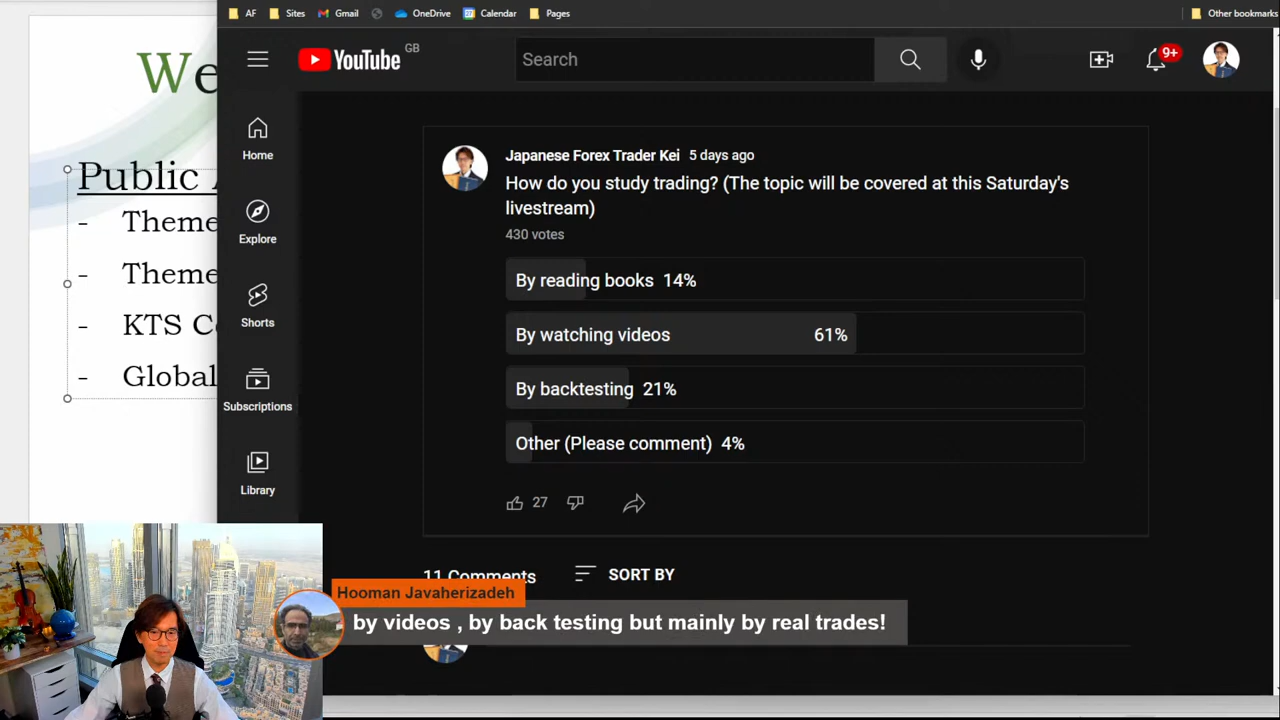 AF
Sites
Gmail
OneDrive
Calendar
Pages
Other bookmarks
We
YouTube GB
Search
9+
Home
Explore
Shorts
Subscriptions
Library
Public
- Theme
- Theme
- KTS Co
- Global
Japanese Forex Trader Kei 5 days ago
How do you study trading? (The topic will be covered at this Saturday's
livestream)
430 votes
By reading books 14%
By watching videos 61%
By backtesting 21%
Other (Please comment) 4%
27
11 Comments
SORT BY
Hooman Javaherizadeh
by videos , by back testing but mainly by real trades!